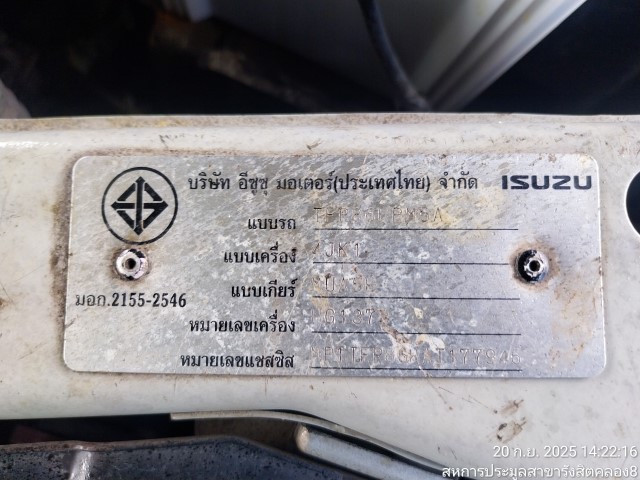 บริษัท อีซูซุ มอเตอร์(ประเทศไทย) จำกัด ISUZU
แบบรถ
แบบเครื่อง 4JK1
แบบเกียร์
มอก.2155-2546
หมายเลขเครื่อง
หมายเลขแชสซิส
20 ก.ย. 2025 14:22:16
สหการประมูลสาขารังสิตคลอง8